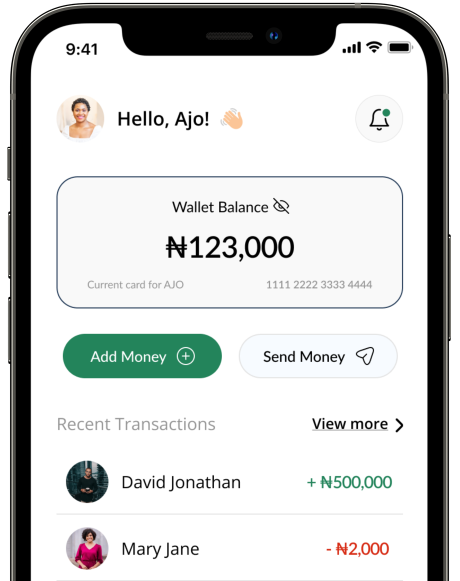 9:41
Hello, Ajo! 👋
Wallet Balance
₦123,000
Current card for AJO 1111 2222 3333 4444
Add Money Send Money
Recent Transactions View more
David Jonathan + ₦500,000
Mary Jane - ₦2,000